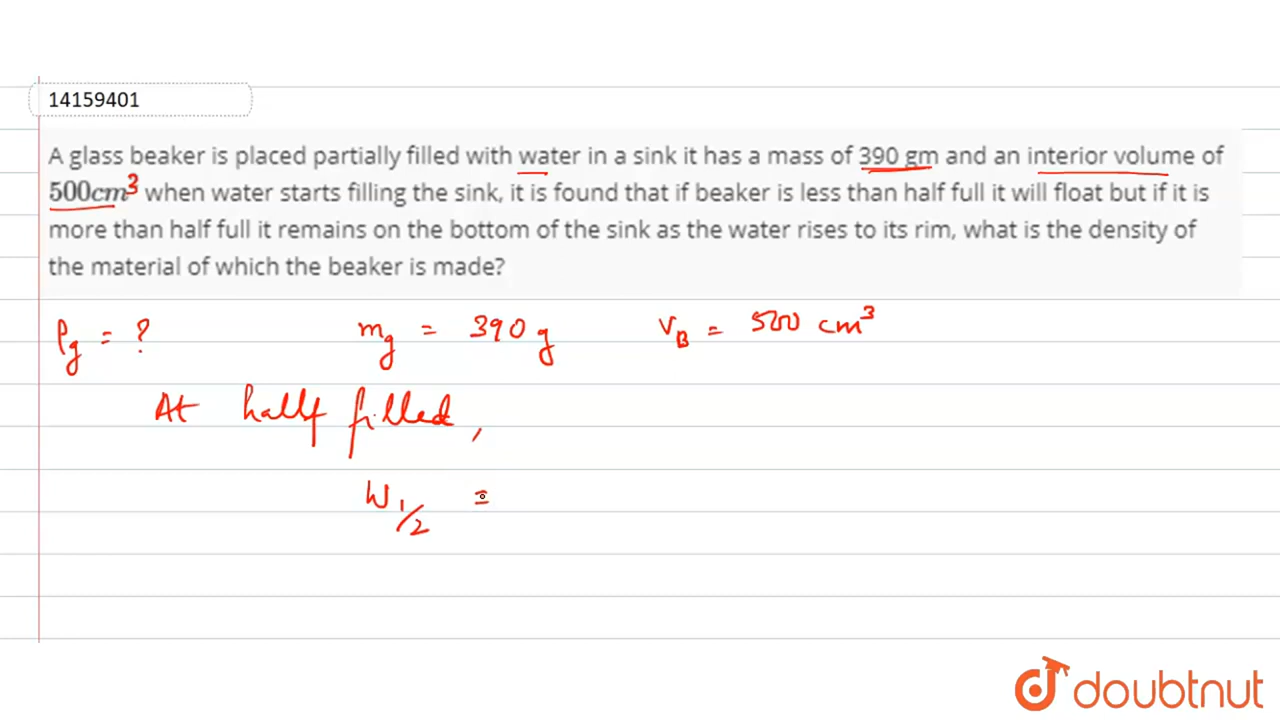 14159401
A glass beaker is placed partially filled with water in a sink it has a mass of 390 gm and an interior volume of
500cm³ when water starts filling the sink, it is found that if beaker is less than half full it will float but if it is
more than half full it remains on the bottom of the sink as the water rises to its rim, what is the density of
the material of which the beaker is made?
ρg = ? mg = 390 g VB = 500 cm³
At half filled,
W1/2 =
doubtnut